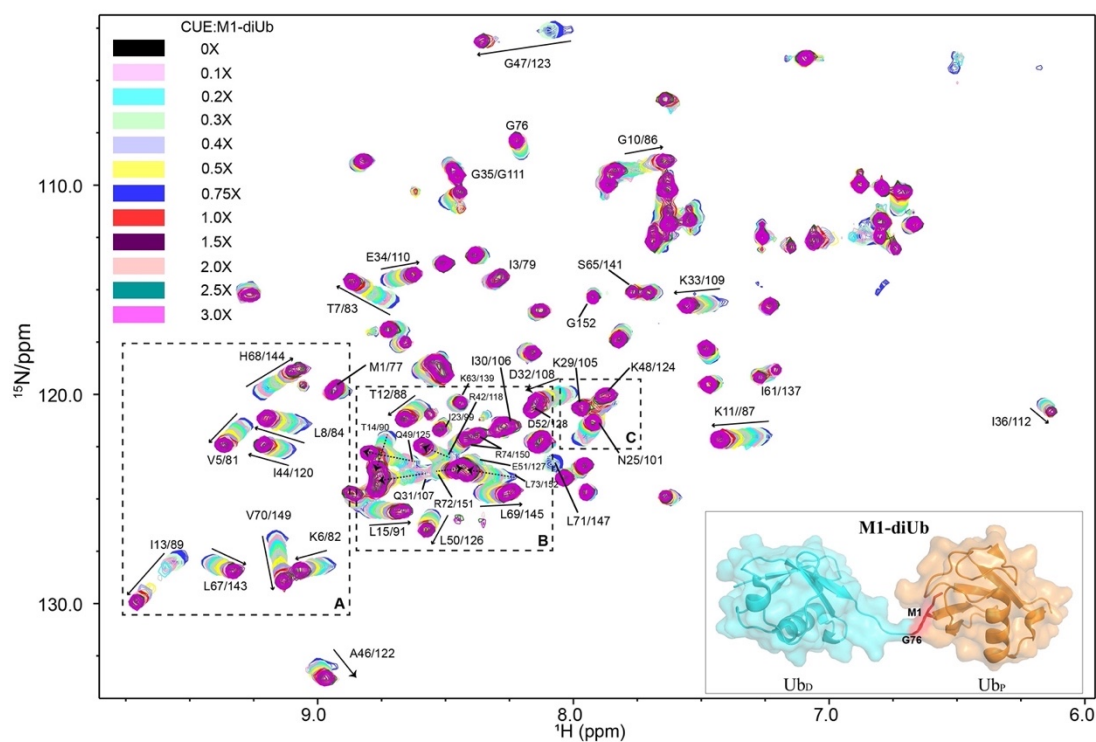 CUE:M1-diUb
0X
0.1X
0.2X
0.3X
0.4X
0.5X
0.75X
1.0X
1.5X
2.0X
2.5X
3.0X
G47/123
G76
G10/86
G35/G111
E34/110
I3/79
T7/83
S65/141
K33/109
G152
H68/144
M1/77
I30/106
D32/108
K29/105
K48/124
I61/137
K63/139
R42/118
T12/88
I23/99
D52/128
C
I36/112
T14/90
Q49/125
L8/84
V5/81
I44/120
R74/150
E51/127
N25/101
K11//87
L73/152
Q31/107
R72/151
L69/145
L71/147
L15/91
L50/126
B
V70/149
K6/82
I13/89
L67/143
A
A46/122
M1-diUb
M1
G76
UbD
UbP
110.0
120.0
130.0
15N/ppm
9.0
8.0
7.0
6.0
1H (ppm)